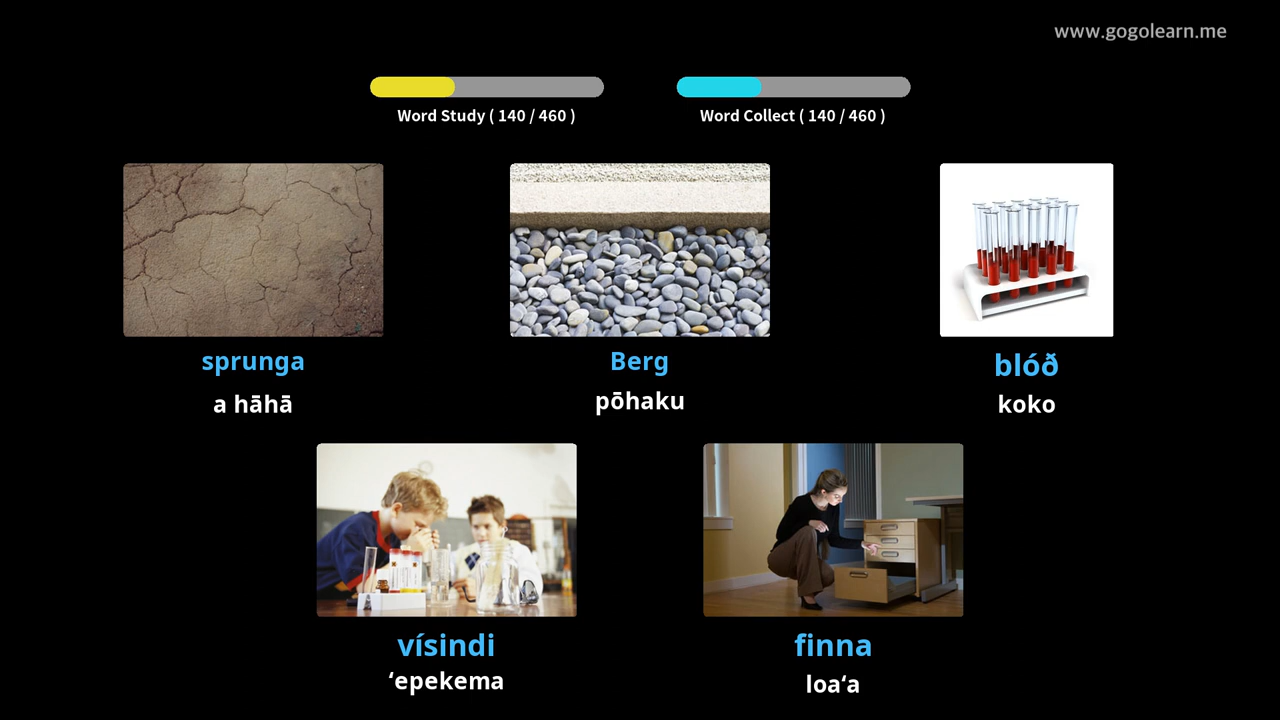 www.gogolearn.me
Word Study ( 140 / 460 )
Word Collect ( 140 / 460 )
sprunga
a hāhā
Berg
pōhaku
blóð
koko
vísindi
ʻepekema
finna
loaʻa